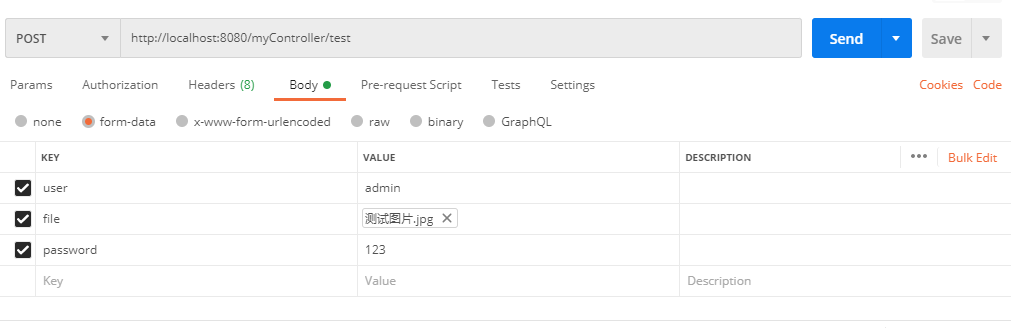 POST http://localhost:8080/myController/test Send Save
Params Authorization Headers (8) Body Pre-request Script Tests Settings Cookies Code
none form-data x-www-form-urlencoded raw binary GraphQL
KEY VALUE DESCRIPTION ••• Bulk Edit
user admin
file 测试图片.jpg ✕
password 123
Key Value Description